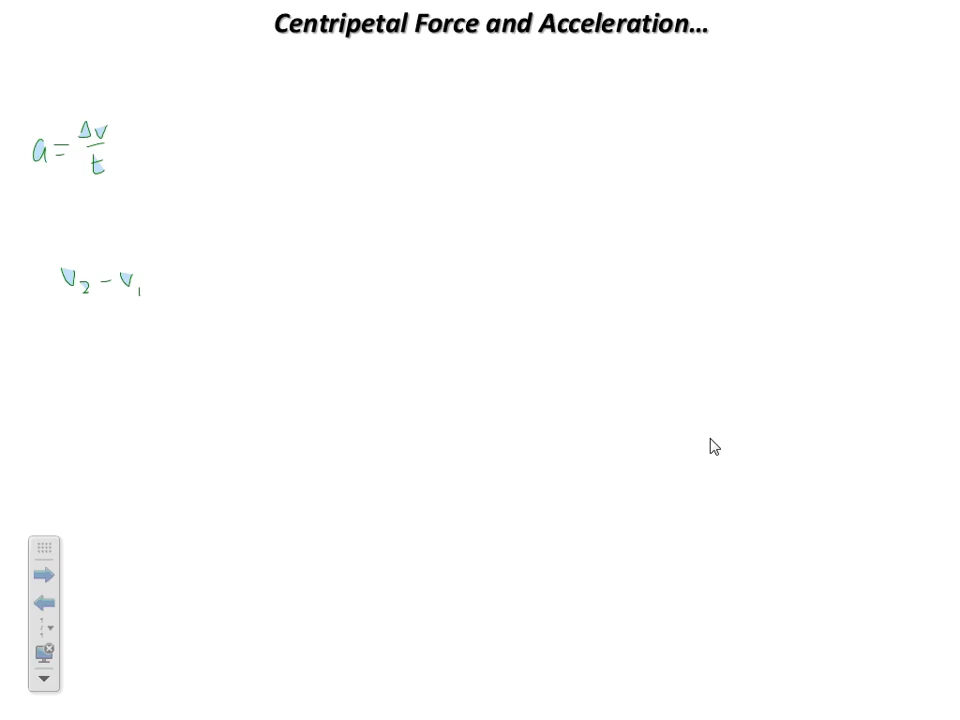 Centripetal Force and Acceleration...
a = Δv/t
v₂ - v₁